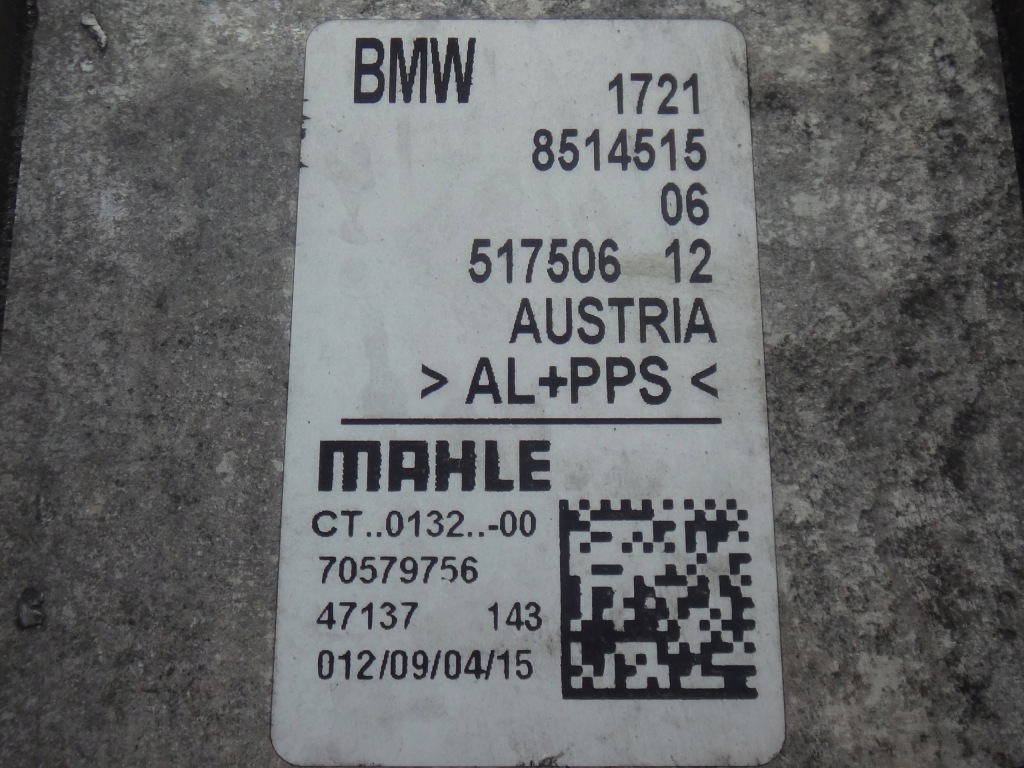 BMW
1721
8514515
06
517506 12
AUSTRIA
> AL+PPS <
MAHLE
CT..0132..-00
70579756
47137 143
012/09/04/15